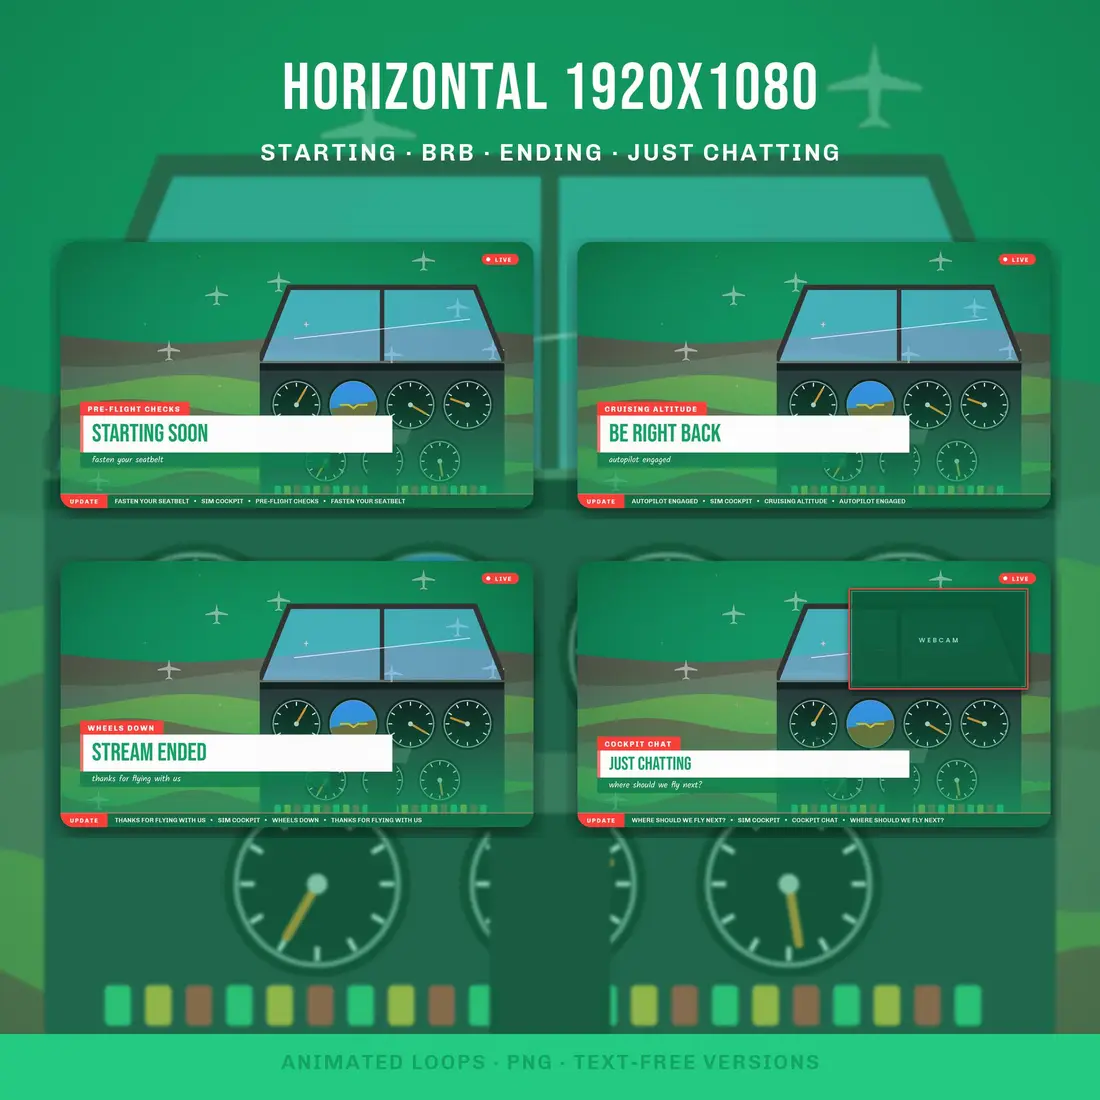 HORIZONTAL 1920X1080
STARTING · BRB · ENDING · JUST CHATTING
LIVE
PRE-FLIGHT CHECKS
STARTING SOON
fasten your seatbelt
UPDATE FASTEN YOUR SEATBELT • SIM COCKPIT • PRE-FLIGHT CHECKS • FASTEN YOUR SEATBELT
LIVE
CRUISING ALTITUDE
BE RIGHT BACK
autopilot engaged
UPDATE AUTOPILOT ENGAGED • SIM COCKPIT • CRUISING ALTITUDE • AUTOPILOT ENGAGED
LIVE
WHEELS DOWN
STREAM ENDED
thanks for flying with us
UPDATE THANKS FOR FLYING WITH US • SIM COCKPIT • WHEELS DOWN • THANKS FOR FLYING WITH US
LIVE
WEBCAM
COCKPIT CHAT
JUST CHATTING
where should we fly next?
UPDATE WHERE SHOULD WE FLY NEXT? • SIM COCKPIT • COCKPIT CHAT • WHERE SHOULD WE FLY NEXT?
ANIMATED LOOPS · PNG · TEXT-FREE VERSIONS